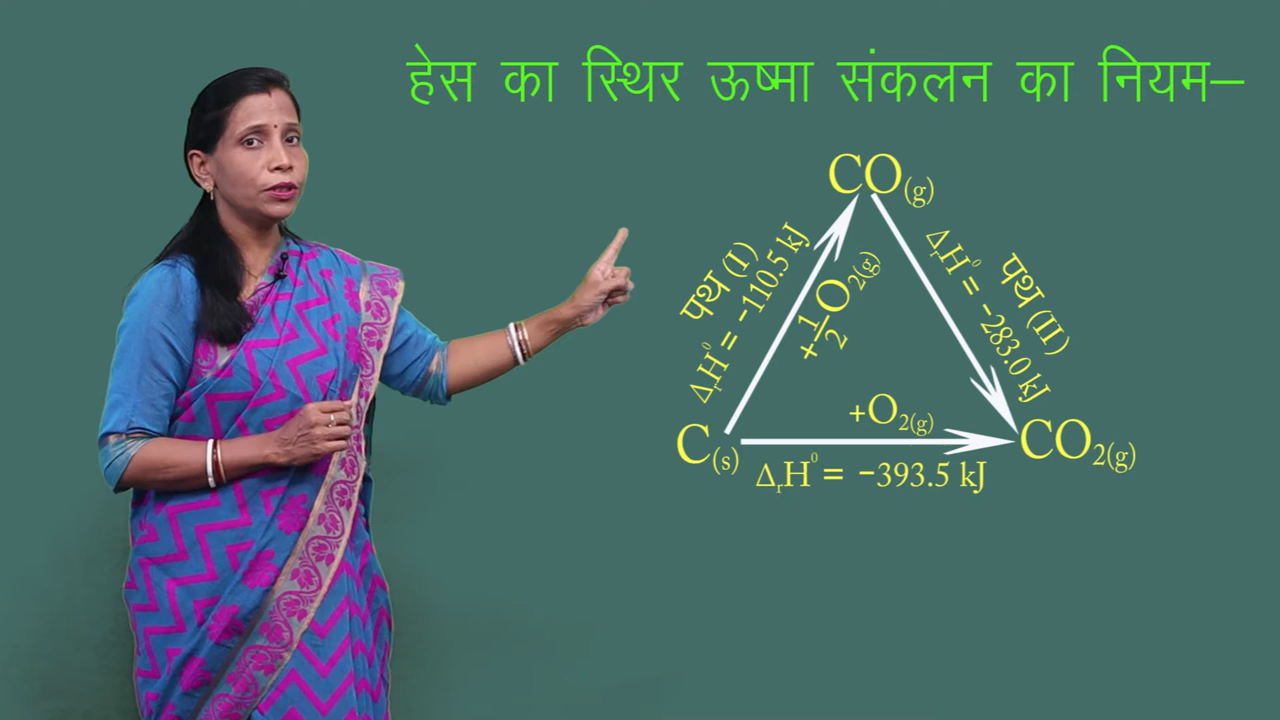 हेस का स्थिर ऊष्मा संकलन का नियम–
CO(g)
पथ (I)
ΔrH⁰ = -110.5 kJ
+½O2(g)
पथ (II)
ΔrH⁰ = -283.0 kJ
C(s)
+O2(g)
CO2(g)
ΔrH⁰ = -393.5 kJ